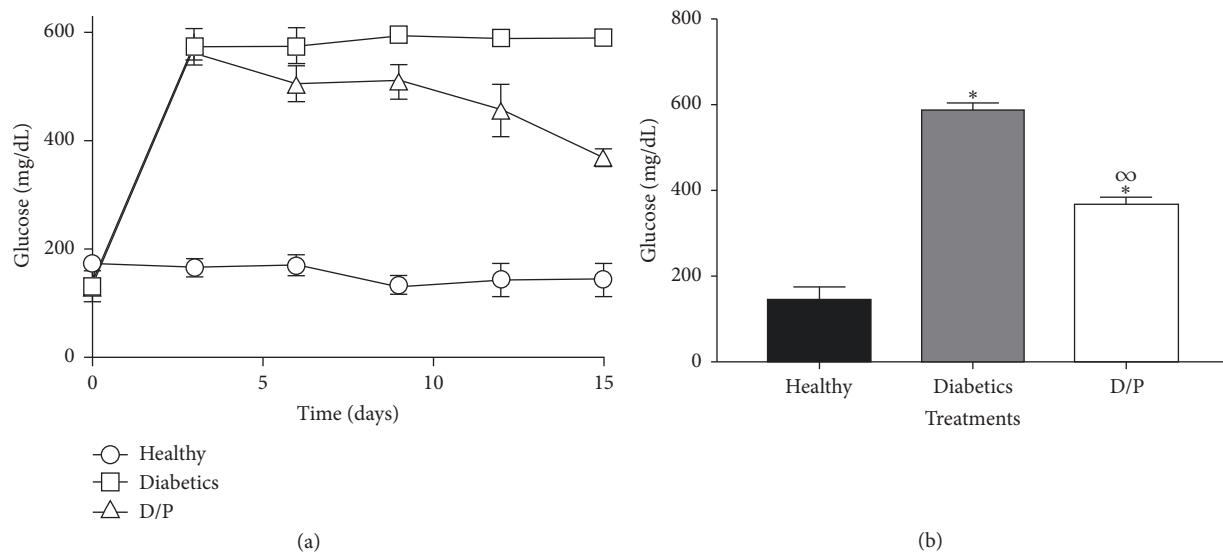 600
400
200
0
Glucose (mg/dL)
0
5
10
15
Time (days)
Healthy
Diabetics
D/P
(a)
800
600
400
200
0
Glucose (mg/dL)
*
∞
*
Healthy
Diabetics
D/P
Treatments
(b)